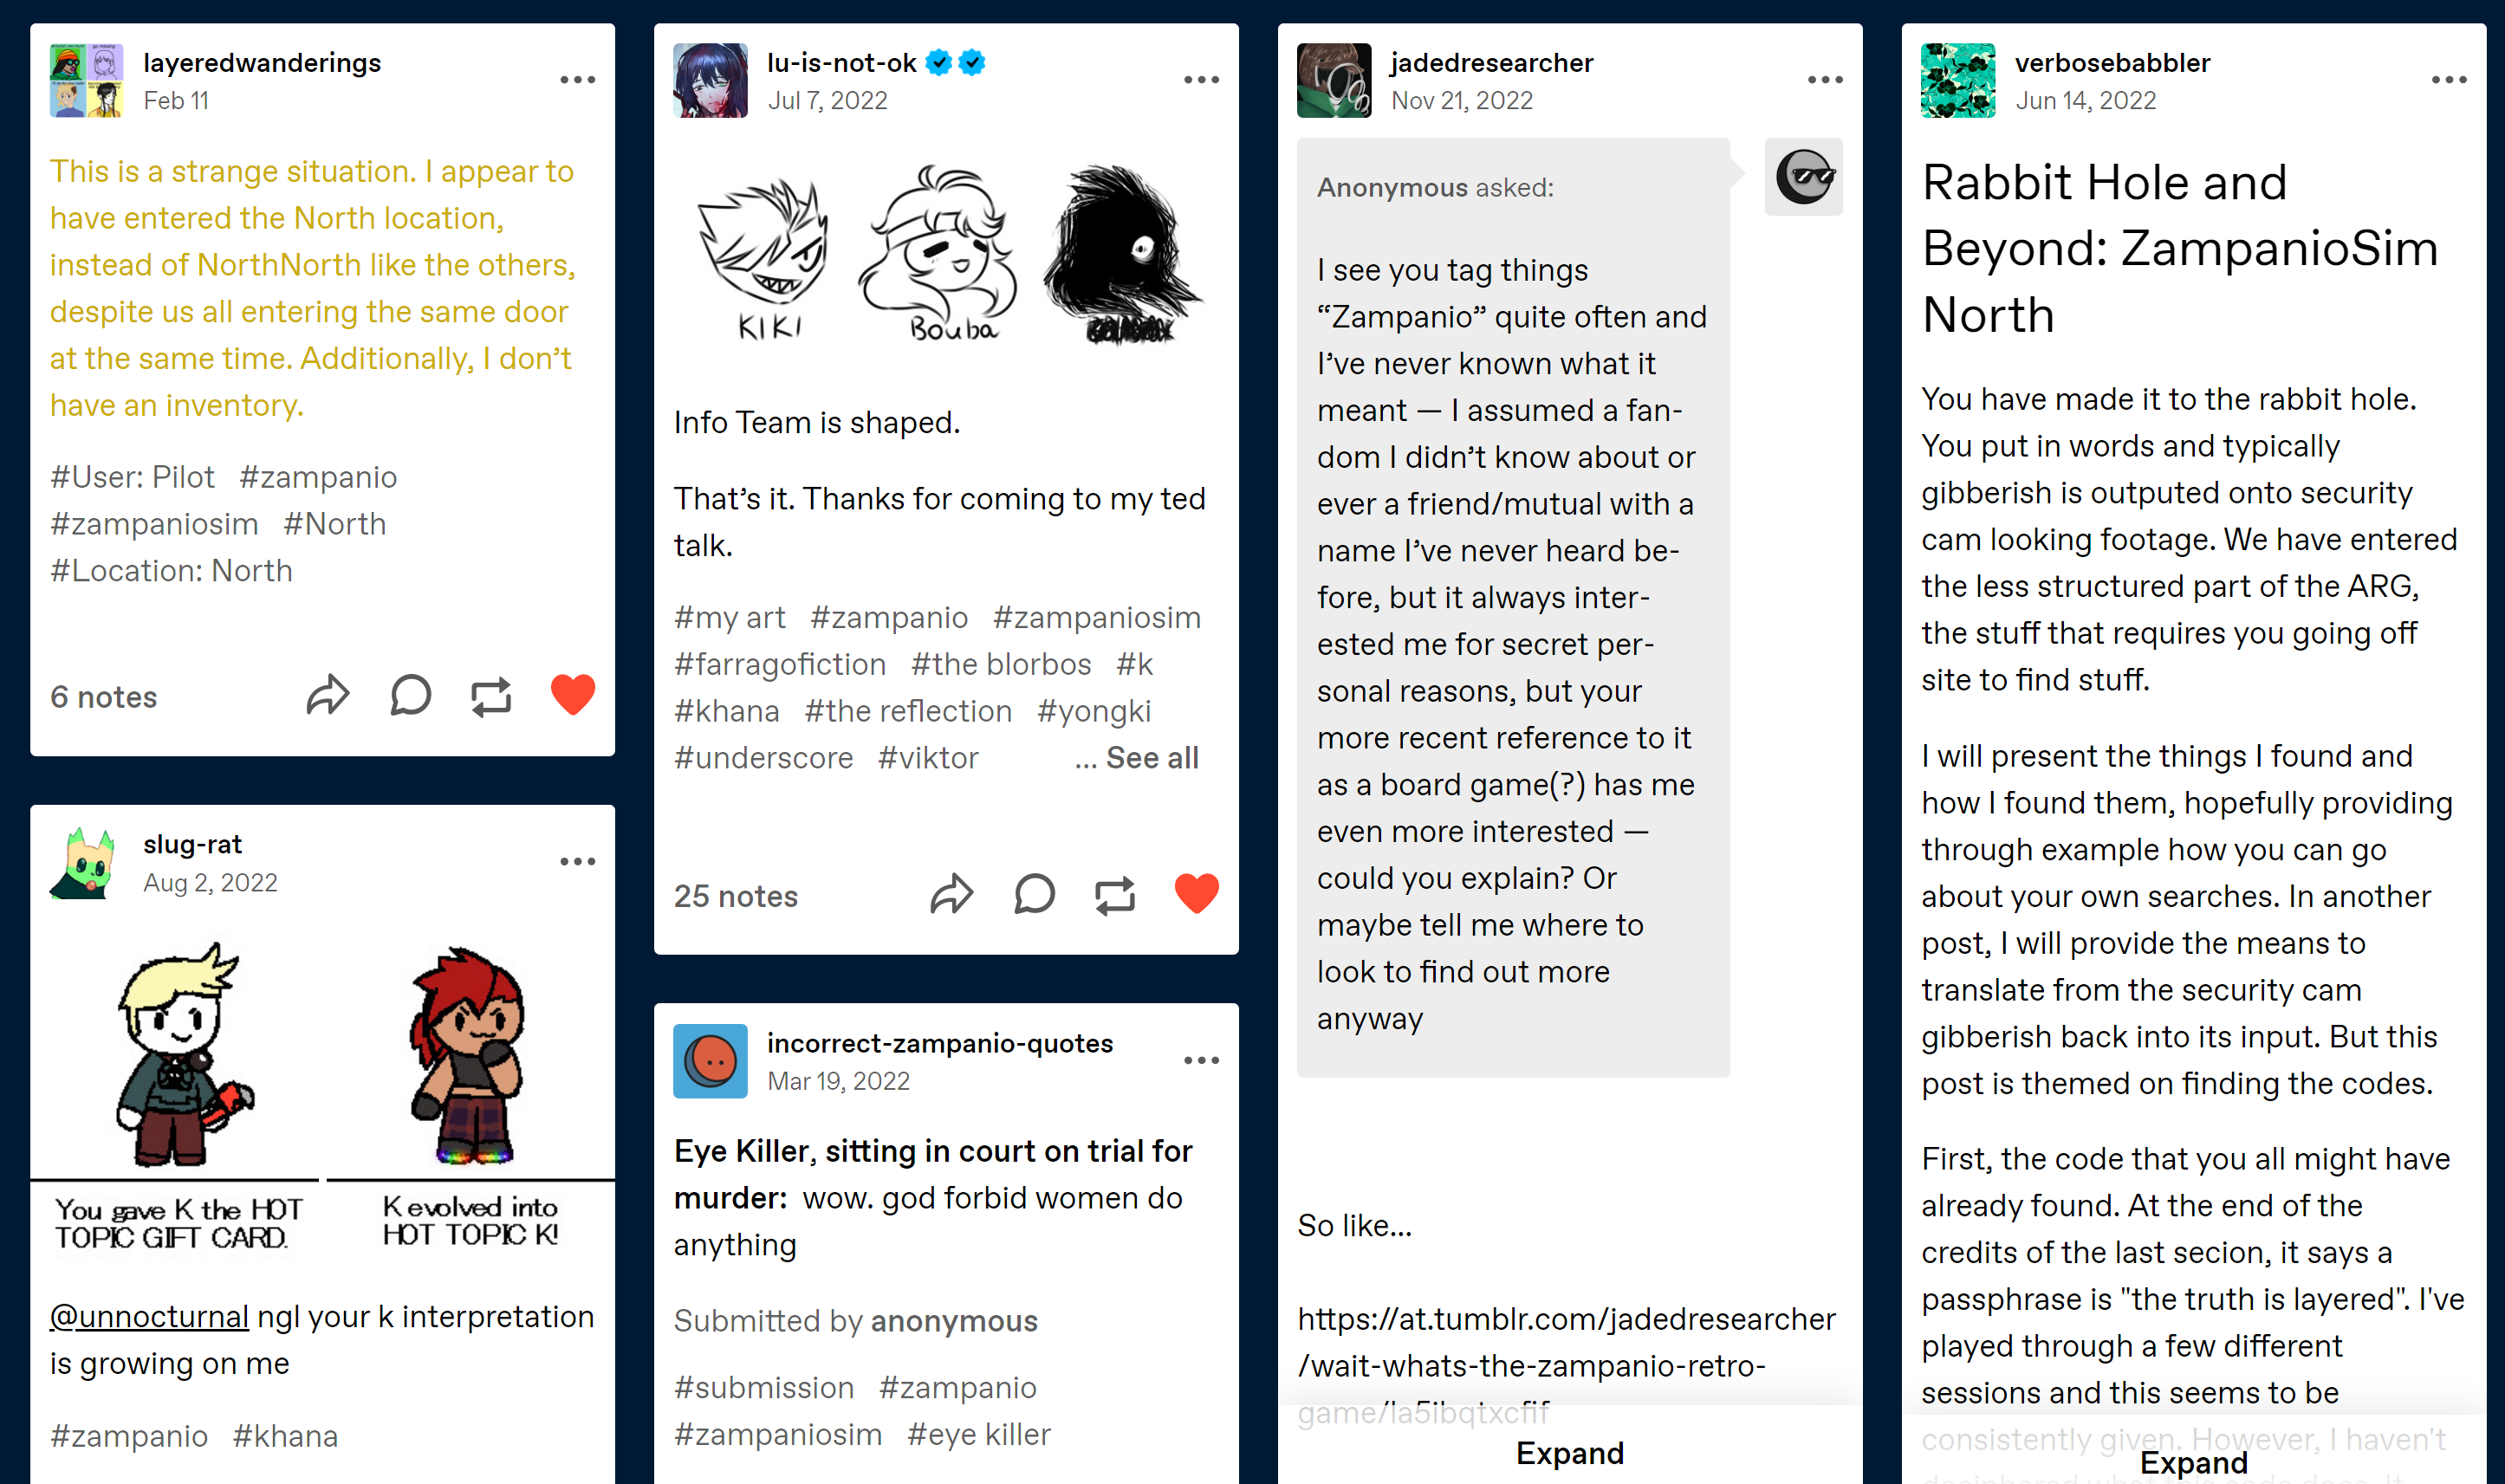 layeredwanderings
Feb 11
This is a strange situation. I appear to
have entered the North location,
instead of NorthNorth like the others,
despite us all entering the same door
at the same time. Additionally, I don’t
have an inventory.
#User: Pilot #zampanio
#zampaniosim #North
#Location: North
6 notes
slug-rat
Aug 2, 2022
You gave K the HOT
TOPIC GIFT CARD.
K evolved into
HOT TOPIC K!
@unnocturnal ngl your k interpretation
is growing on me
#zampanio #khana
lu-is-not-ok
Jul 7, 2022
KIKI
Bouba
Info Team is shaped.
That’s it. Thanks for coming to my ted
talk.
#my art #zampanio #zampaniosim
#farragofiction #the blorbos #k
#khana #the reflection #yongki
#underscore #viktor ... See all
25 notes
incorrect-zampanio-quotes
Mar 19, 2022
Eye Killer, sitting in court on trial for
murder: wow. god forbid women do
anything
Submitted by anonymous
#submission #zampanio
#zampaniosim #eye killer
jadedresearcher
Nov 21, 2022
Anonymous asked:
I see you tag things
“Zampanio” quite often and
I’ve never known what it
meant — I assumed a fan-
dom I didn’t know about or
ever a friend/mutual with a
name I’ve never heard be-
fore, but it always inter-
ested me for secret per-
sonal reasons, but your
more recent reference to it
as a board game(?) has me
even more interested —
could you explain? Or
maybe tell me where to
look to find out more
anyway
So like...
https://at.tumblr.com/jadedresearcher
/wait-whats-the-zampanio-retro-
game/la5ibqtxcfif
Expand
verbosebabbler
Jun 14, 2022
Rabbit Hole and
Beyond: ZampanioSim
North
You have made it to the rabbit hole.
You put in words and typically
gibberish is outputed onto security
cam looking footage. We have entered
the less structured part of the ARG,
the stuff that requires you going off
site to find stuff.
I will present the things I found and
how I found them, hopefully providing
through example how you can go
about your own searches. In another
post, I will provide the means to
translate from the security cam
gibberish back into its input. But this
post is themed on finding the codes.
First, the code that you all might have
already found. At the end of the
credits of the last secion, it says a
passphrase is "the truth is layered". I've
played through a few different
sessions and this seems to be
consistently given. However, I haven't
Expand